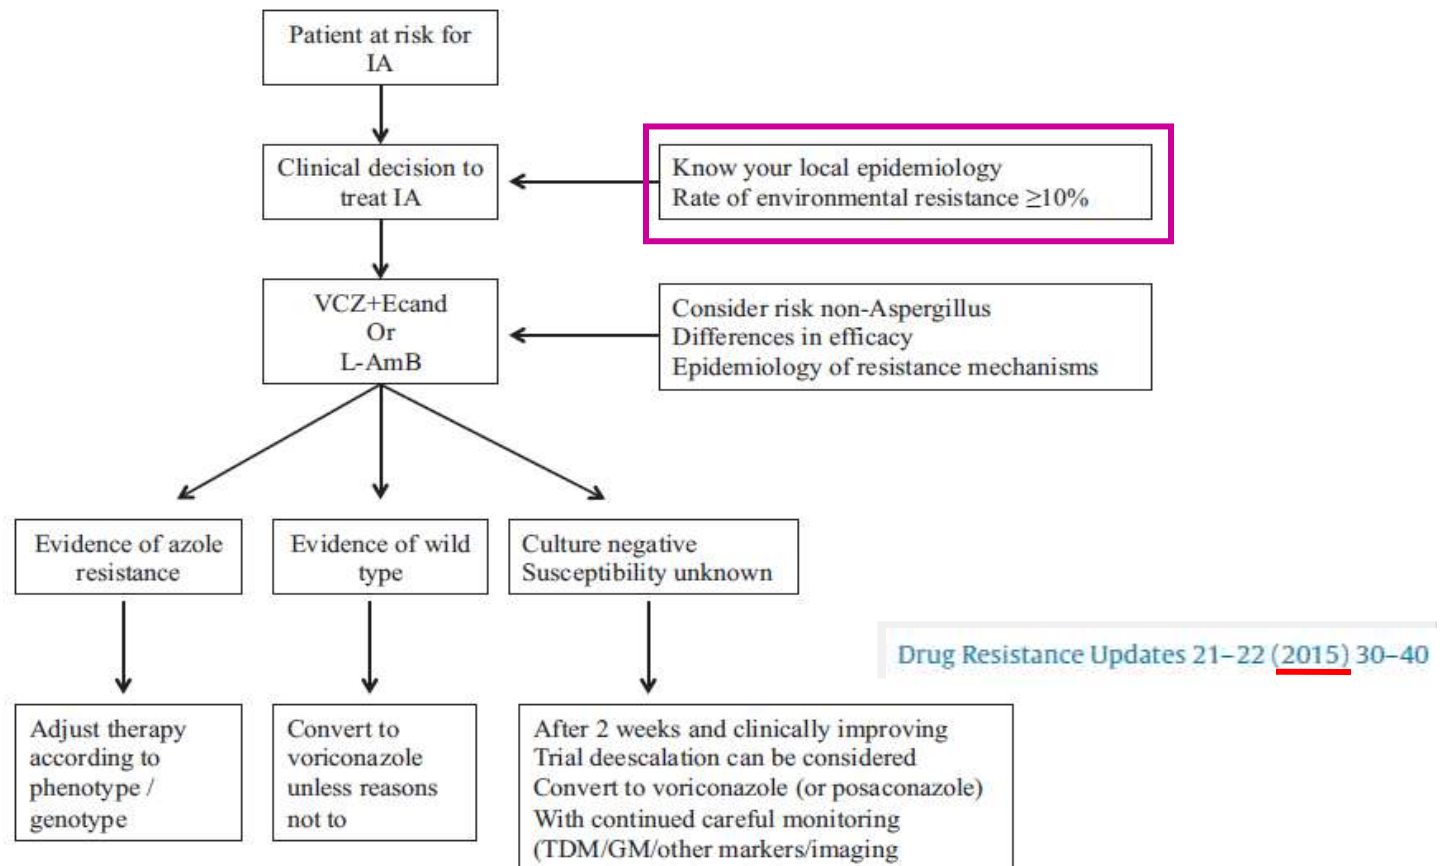 Patient at risk for
IA
Clinical decision to
treat IA
Know your local epidemiology
Rate of environmental resistance ≥10%
VCZ+Ecand
Or
L-AmB
Consider risk non-Aspergillus
Differences in efficacy
Epidemiology of resistance mechanisms
Evidence of azole
resistance
Evidence of wild
type
Culture negative
Susceptibility unknown
Drug Resistance Updates 21–22 (2015) 30–40
Adjust therapy
according to
phenotype /
genotype
Convert to
voriconazole
unless reasons
not to
After 2 weeks and clinically improving
Trial deescalation can be considered
Convert to voriconazole (or posaconazole)
With continued careful monitoring
(TDM/GM/other markers/imaging